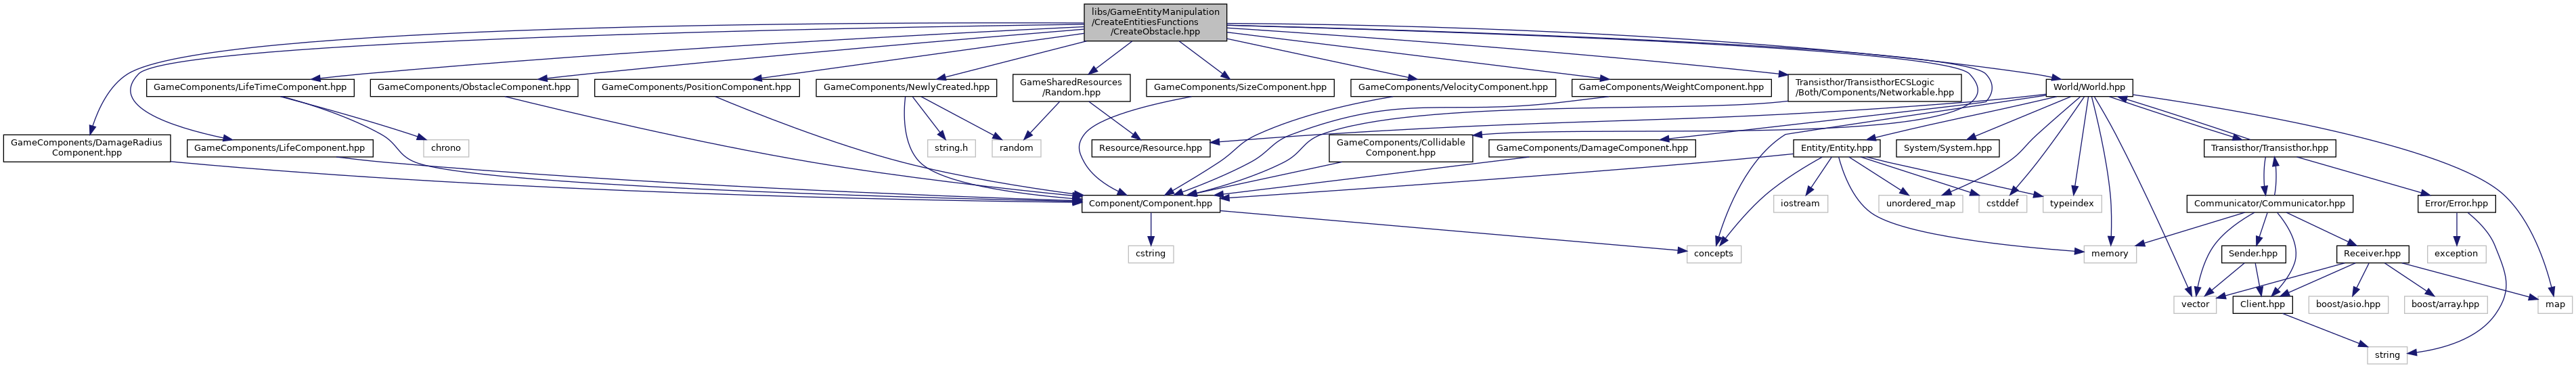 libs/GameEntityManipulation
/CreateEntitiesFunctions
/CreateObstacle.hpp
GameComponents/LifeTimeComponent.hpp
GameComponents/ObstacleComponent.hpp
GameComponents/PositionComponent.hpp
GameComponents/NewlyCreated.hpp
GameSharedResources
/Random.hpp
GameComponents/SizeComponent.hpp
GameComponents/VelocityComponent.hpp
GameComponents/WeightComponent.hpp
Transisthor/TransisthorECSLogic
/Both/Components/Networkable.hpp
World/World.hpp
GameComponents/DamageRadius
Component.hpp
GameComponents/LifeComponent.hpp
chrono
string.h
random
Resource/Resource.hpp
GameComponents/Collidable
Component.hpp
GameComponents/DamageComponent.hpp
Entity/Entity.hpp
System/System.hpp
Transisthor/Transisthor.hpp
Component/Component.hpp
iostream
unordered_map
cstddef
typeindex
Communicator/Communicator.hpp
Error/Error.hpp
cstring
concepts
memory
Sender.hpp
Receiver.hpp
exception
vector
Client.hpp
boost/asio.hpp
boost/array.hpp
map
string